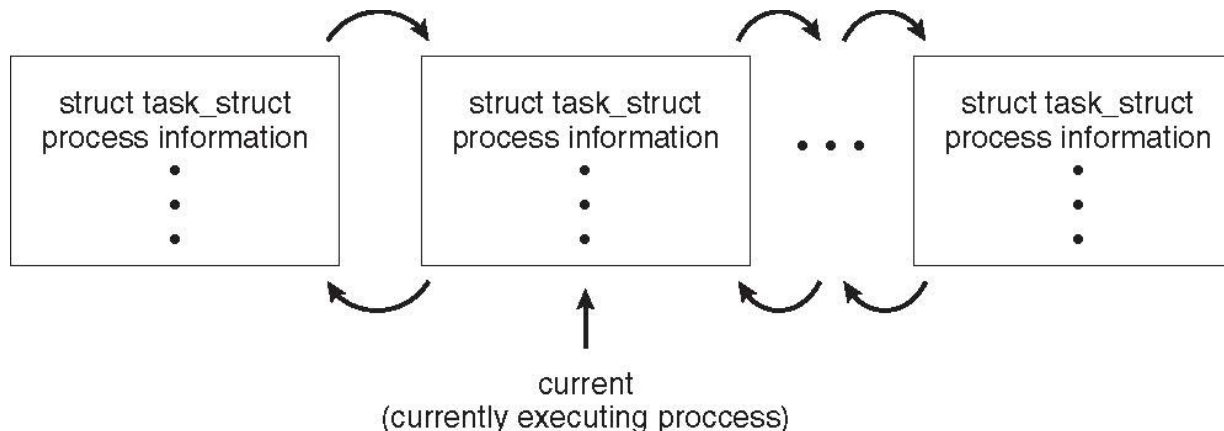 struct task_struct
process information
struct task_struct
process information
struct task_struct
process information
current
(currently executing proccess)